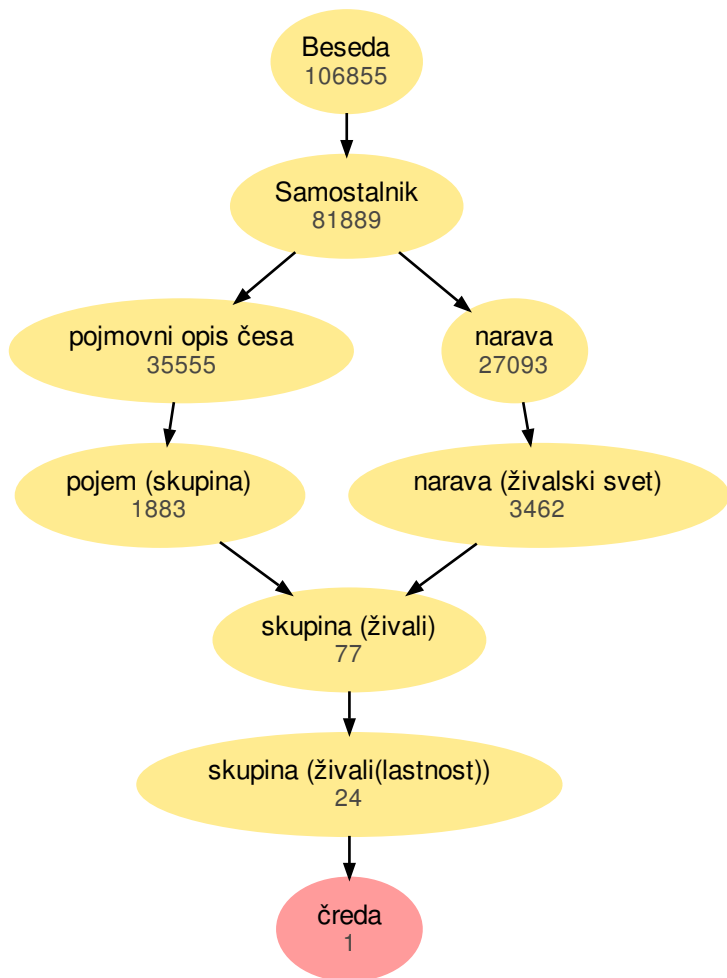 Beseda
106855
Samostalnik
81889
pojmovni opis česa
35555
narava
27093
pojem (skupina)
1883
narava (živalski svet)
3462
skupina (živali)
77
skupina (živali(lastnost))
24
čreda
1